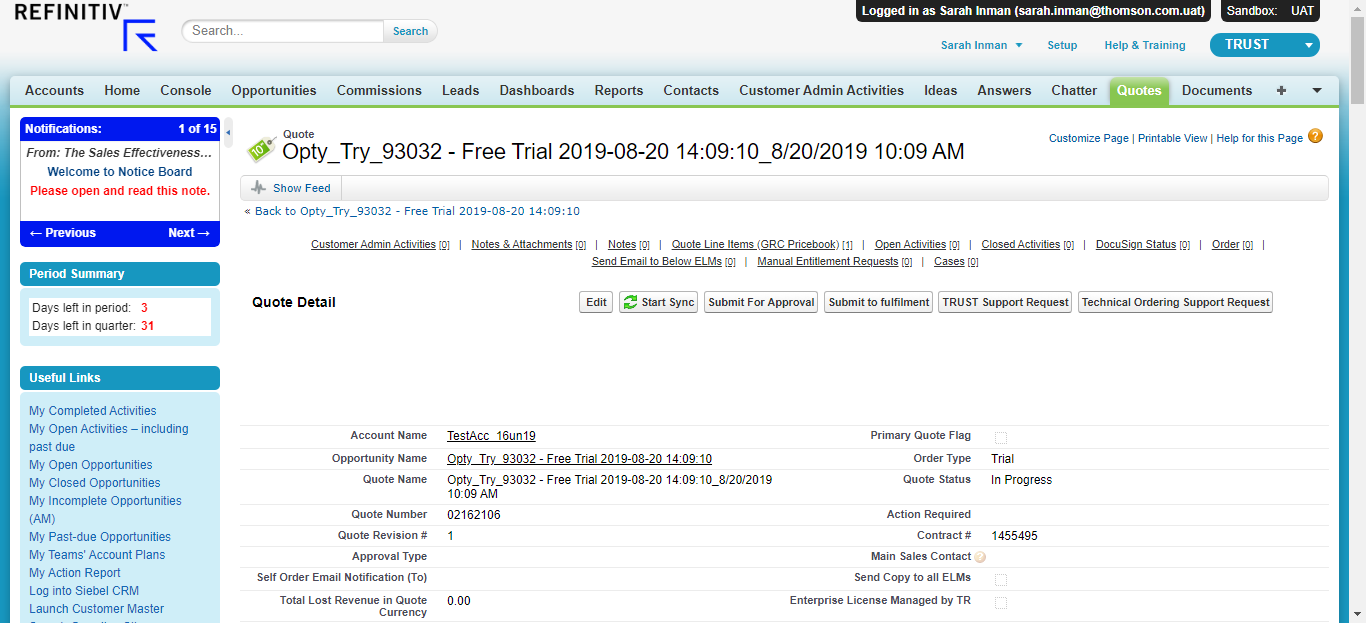 REFINITIV™
Search...
Search
Logged in as Sarah Inman (sarah.inman@thomson.com.uat)
Sandbox: UAT
Sarah Inman
Setup
Help & Training
TRUST
Accounts Home Console Opportunities Commissions Leads Dashboards Reports Contacts Customer Admin Activities Ideas Answers Chatter Quotes Documents +
Notifications: 1 of 15
From: The Sales Effectiveness...
Welcome to Notice Board
Please open and read this note.
← Previous Next →
Period Summary
Days left in period: 3
Days left in quarter: 31
Useful Links
My Completed Activities
My Open Activities – including
past due
My Open Opportunities
My Closed Opportunities
My Incomplete Opportunities
(AM)
My Past-due Opportunities
My Teams' Account Plans
My Action Report
Log into Siebel CRM
Launch Customer Master
Quote
Opty_Try_93032 - Free Trial 2019-08-20 14:09:10_8/20/2019 10:09 AM
Customize Page | Printable View | Help for this Page ?
Show Feed
« Back to Opty_Try_93032 - Free Trial 2019-08-20 14:09:10
Customer Admin Activities [0] | Notes & Attachments [0] | Notes [0] | Quote Line Items (GRC Pricebook) [1] | Open Activities [0] | Closed Activities [0] | DocuSign Status [0] | Order [0] |
Send Email to Below ELMs [0] | Manual Entitlement Requests [0] | Cases [0]
Quote Detail
Edit Start Sync Submit For Approval Submit to fulfilment TRUST Support Request Technical Ordering Support Request
Account Name TestAcc_16un19 Primary Quote Flag
Opportunity Name Opty_Try_93032 - Free Trial 2019-08-20 14:09:10 Order Type Trial
Quote Name Opty_Try_93032 - Free Trial 2019-08-20 14:09:10_8/20/2019 Quote Status In Progress
10:09 AM
Quote Number 02162106 Action Required
Quote Revision # 1 Contract # 1455495
Approval Type Main Sales Contact ?
Self Order Email Notification (To) Send Copy to all ELMs
Total Lost Revenue in Quote 0.00 Enterprise License Managed by TR
Currency